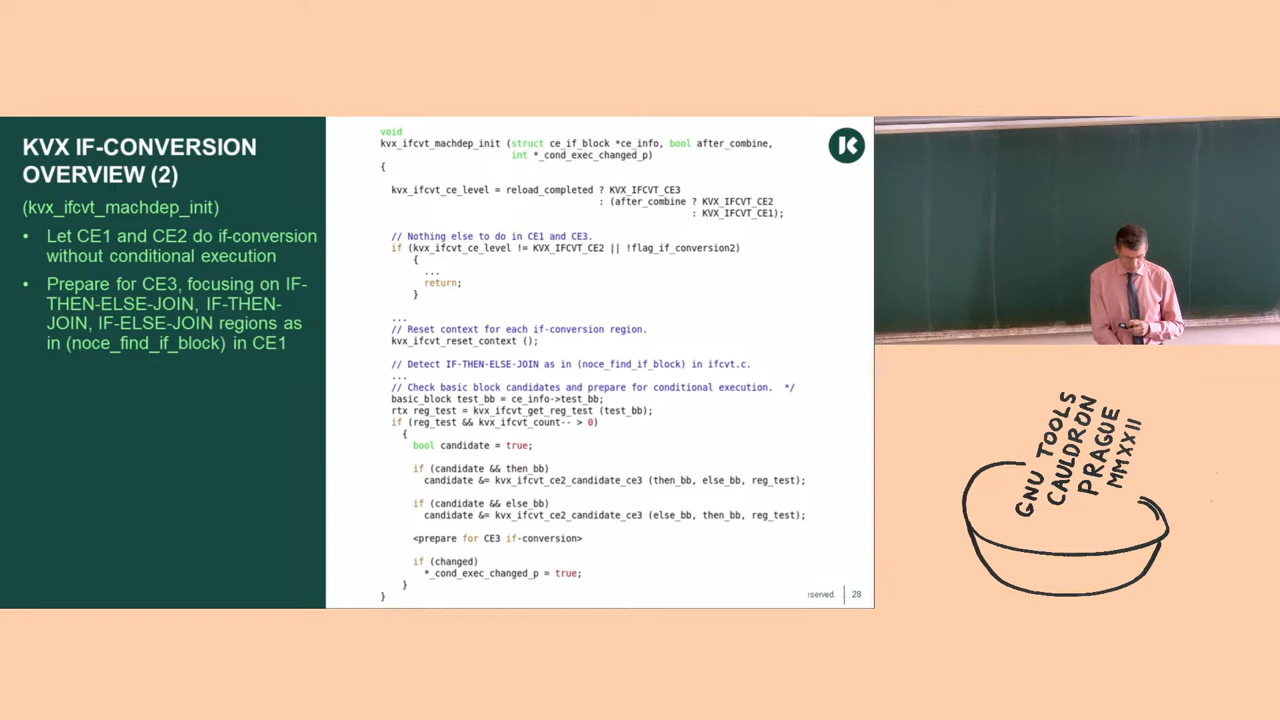 KVX IF-CONVERSION
OVERVIEW (2)
(kvx_ifcvt_machdep_init)
• Let CE1 and CE2 do if-conversion
without conditional execution
• Prepare for CE3, focusing on IF-
THEN-ELSE-JOIN, IF-THEN-
JOIN, IF-ELSE-JOIN regions as
in (noce_find_if_block) in CE1
void
kvx_ifcvt_machdep_init (struct ce_if_block *ce_info, bool after_combine,
int *_cond_exec_changed_p)
{
kvx_ifcvt_ce_level = reload_completed ? KVX_IFCVT_CE3
: (after_combine ? KVX_IFCVT_CE2
: KVX_IFCVT_CE1);
// Nothing else to do in CE1 and CE3.
if (kvx_ifcvt_ce_level != KVX_IFCVT_CE2 || !flag_if_conversion2)
{
...
return;
}
...
// Reset context for each if-conversion region.
kvx_ifcvt_reset_context ();
// Detect IF-THEN-ELSE-JOIN as in (noce_find_if_block) in ifcvt.c.
...
// Check basic block candidates and prepare for conditional execution. */
basic_block test_bb = ce_info->test_bb;
rtx reg_test = kvx_ifcvt_get_reg_test (test_bb);
if (reg_test && kvx_ifcvt_count-- > 0)
{
bool candidate = true;
if (candidate && then_bb)
candidate &= kvx_ifcvt_ce2_candidate_ce3 (then_bb, else_bb, reg_test);
if (candidate && else_bb)
candidate &= kvx_ifcvt_ce2_candidate_ce3 (else_bb, then_bb, reg_test);
<prepare for CE3 if-conversion>
if (changed)
*_cond_exec_changed_p = true;
}
}
served. 28
GNU TOOLS
CAULDRON
PRAGUE
MMXXII